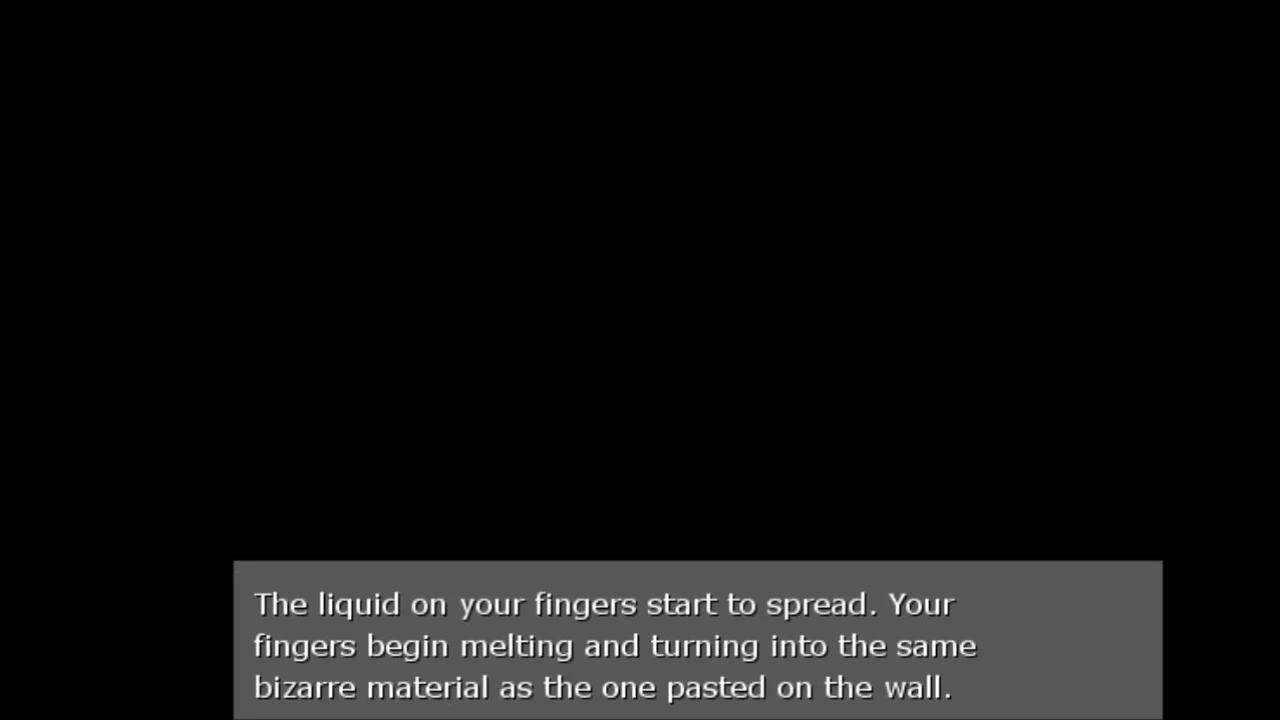 The liquid on your fingers start to spread. Your
fingers begin melting and turning into the same
bizarre material as the one pasted on the wall.